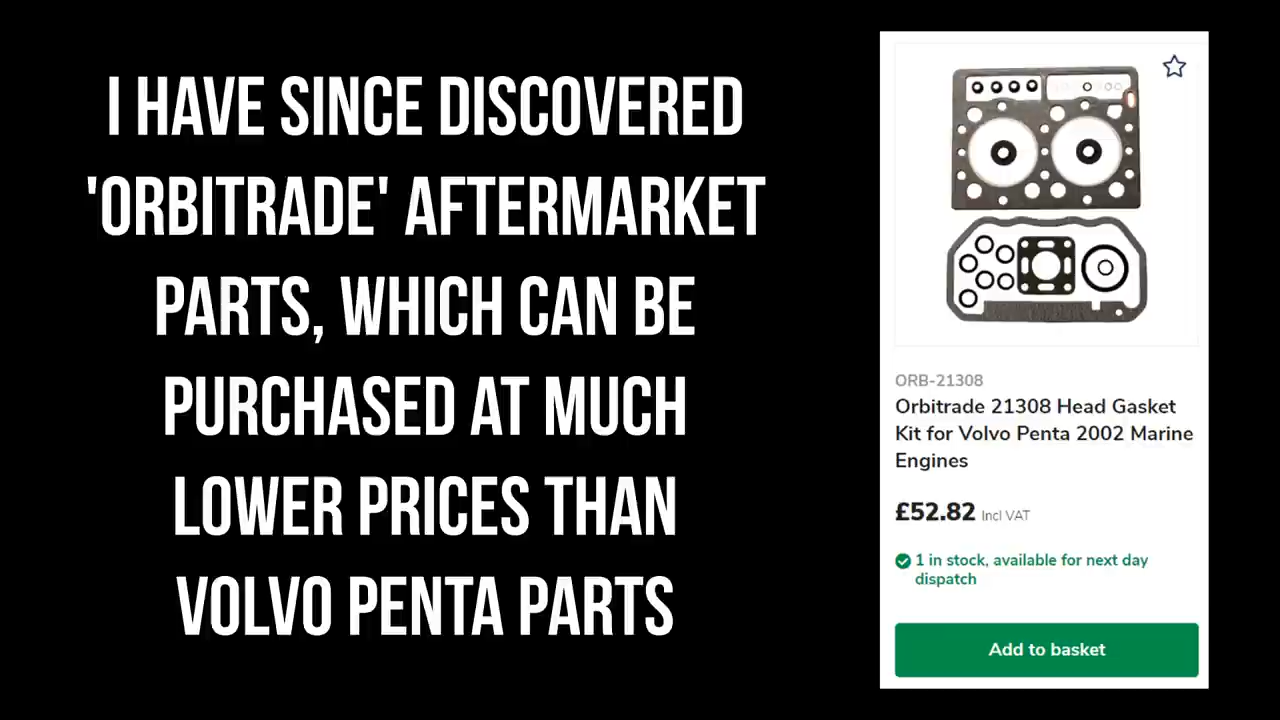 I HAVE SINCE DISCOVERED
'ORBITRADE' AFTERMARKET
PARTS, WHICH CAN BE
PURCHASED AT MUCH
LOWER PRICES THAN
VOLVO PENTA PARTS
ORB-21308
Orbitrade 21308 Head Gasket
Kit for Volvo Penta 2002 Marine
Engines
£52.82 Incl VAT
1 in stock, available for next day
dispatch
Add to basket